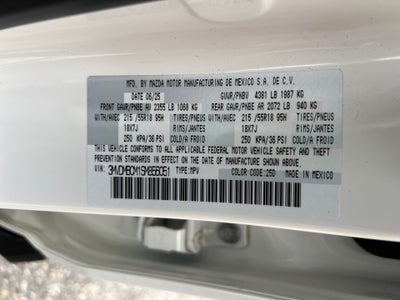 MFD. BY MAZDA MOTOR MANUFACTURING DE MEXICO S.A. DE C.V.
DATE 06/25 GVWR/PNBV 4381 LB 1987 KG
FRONT GAWR/PNBE AV 2355 LB 1068 KG REAR GAWR/PNBE AR 2072 LB 940 KG
WITH/AVEC 215 /55R18 95H TIRES/PNEUS WITH/AVEC 215 /55R18 95H TIRES/PNEUS
18X7J RIMS/JANTES 18X7J RIMS/JANTES
250 KPA/36 PSI COLD/A FROID 250 KPA/36 PSI COLD/A FROID
THIS VEHICLE CONFORMS TO ALL APPLICABLE FEDERAL MOTOR VEHICLE SAFETY, BUMPER, AND THEFT
PREVENTION STANDARDS IN EFFECT ON THE DATE OF MANUFACTURE SHOWN ABOVE.
VIN: TYPE:MPV COLOR CODE:25D MADE IN MEXICO